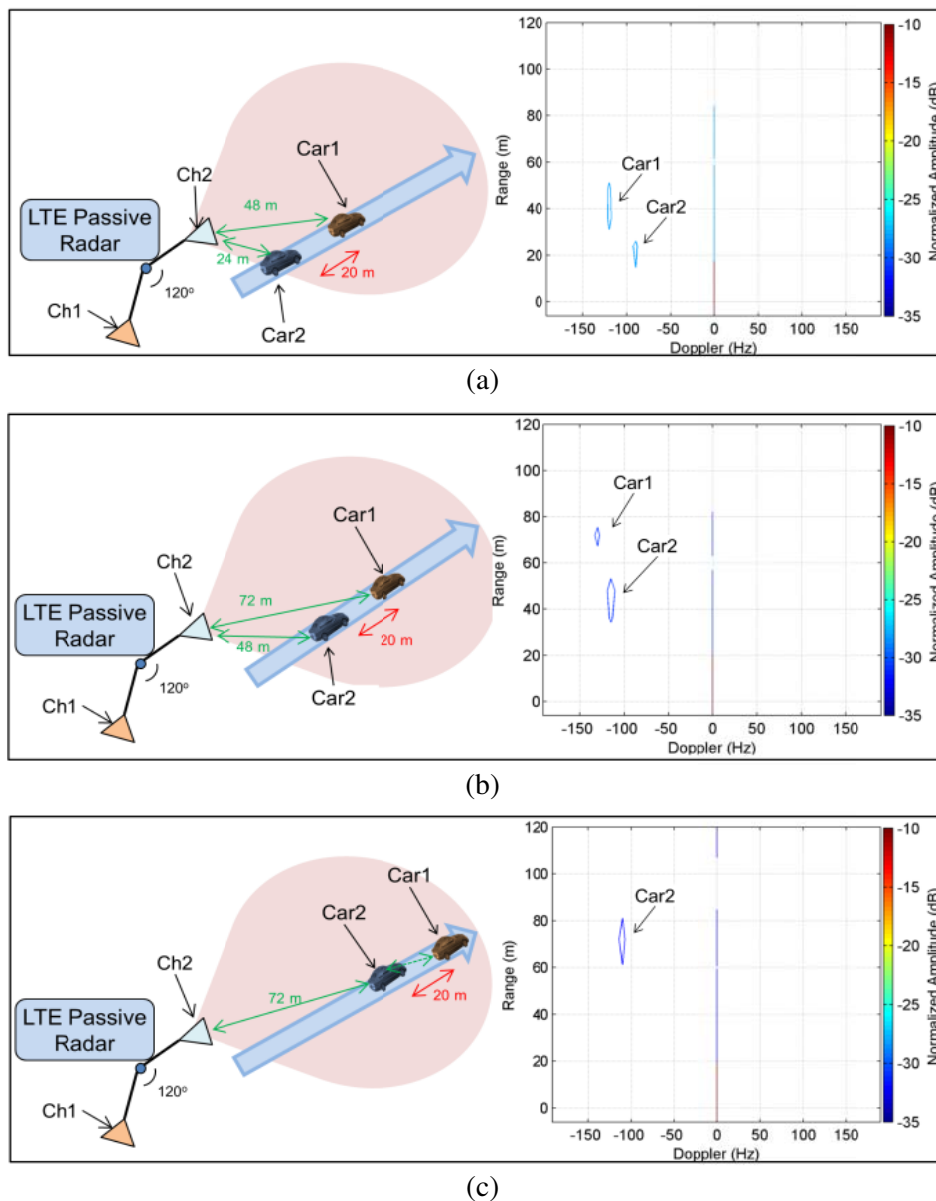 Ch2
Car1
48 m
LTE Passive
Radar
24 m
20 m
120°
Ch1
Car2
120
100
80
60
40
20
0
Range (m)
Car1
Car2
-150 -100 -50 0 50 100 150
Doppler (Hz)
-10
-15
-20
-25
-30
-35
Normalized Amplitude (dB)
(a)
Car1
Ch2
72 m
LTE Passive
Radar
48 m
20 m
120°
Ch1
Car2
120
100
80
60
40
20
0
Range (m)
Car1
Car2
-150 -100 -50 0 50 100 150
Doppler (Hz)
-10
-15
-20
-25
-30
-35
Normalized Amplitude (dB)
(b)
Car1
Car2
Ch2
72 m
20 m
LTE Passive
Radar
120°
Ch1
120
100
80
60
40
20
0
Range (m)
Car2
-150 -100 -50 0 50 100 150
Doppler (Hz)
-10
-15
-20
-25
-30
-35
Normalized Amplitude (dB)
(c)